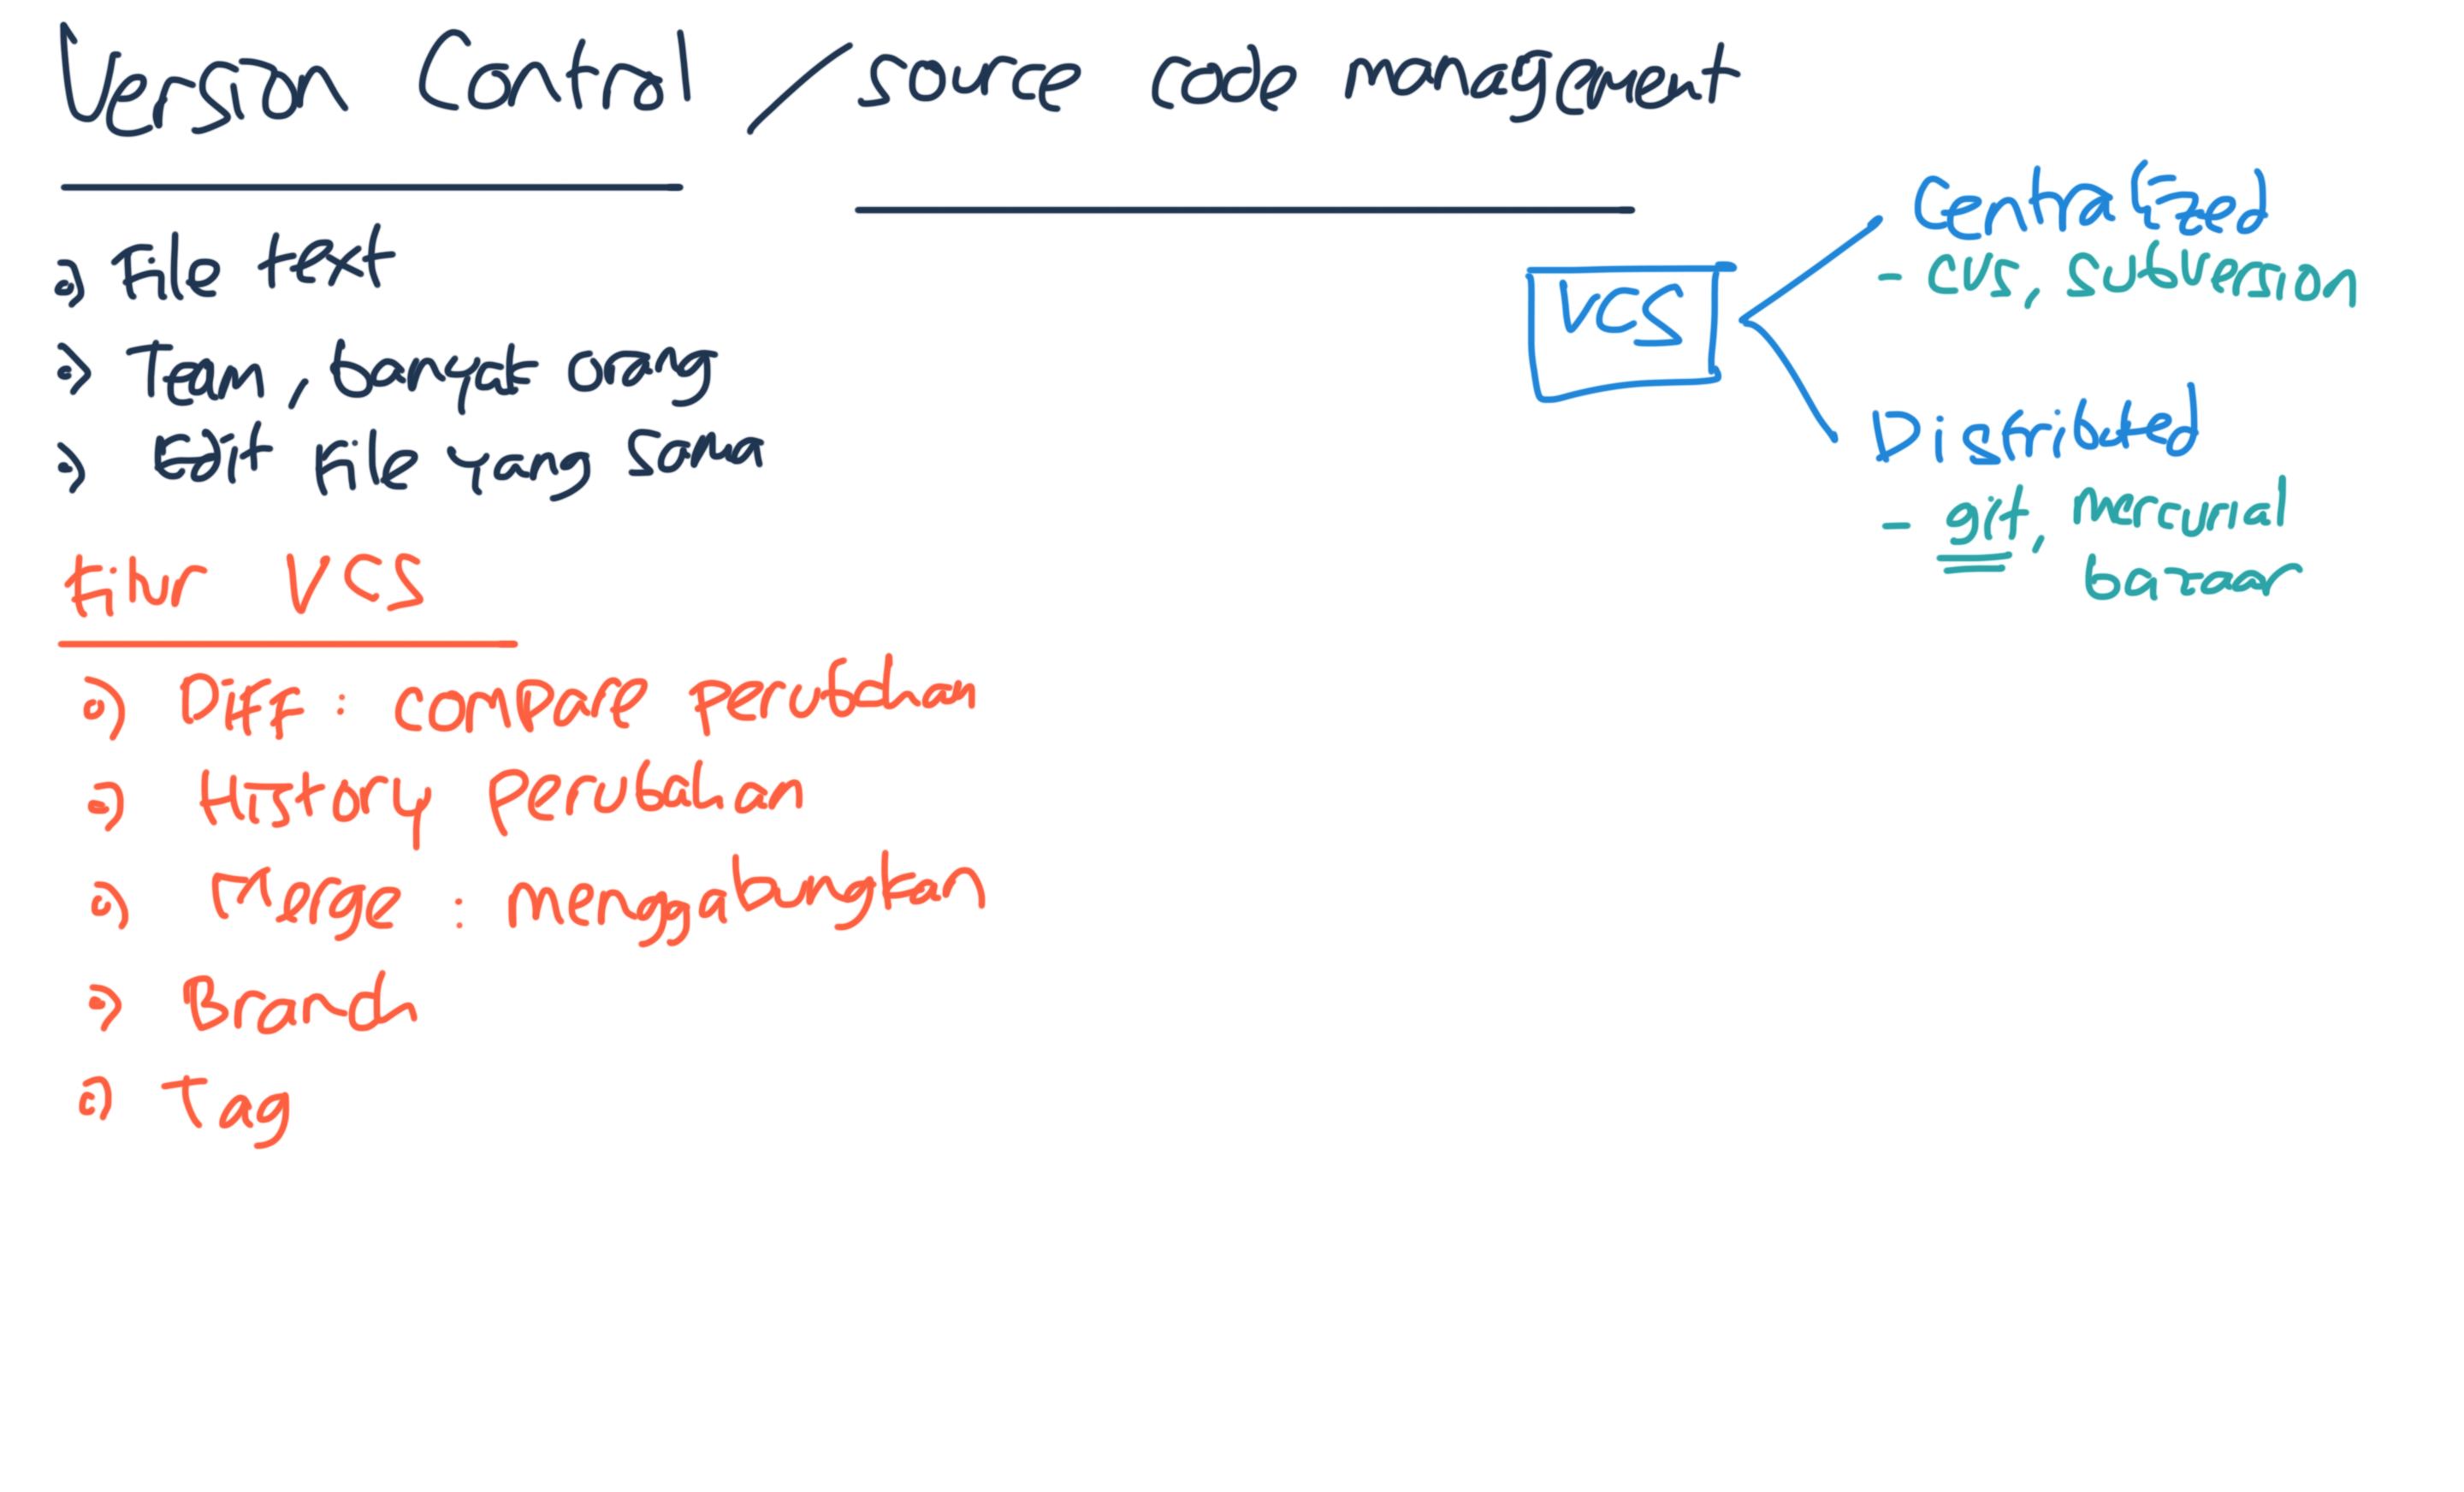 Version Control / source code management
a) File text
a) Team, banyak orang
a) Edit File yang sama
Fitur VCS
a) Diff : compare perubahan
a) History perubahan
a) Merge : menggabungkan
a) Branch
a) Tag
VCS
Centralized
- cvs, subversion
Distributed
- git, mercurial
bazaar